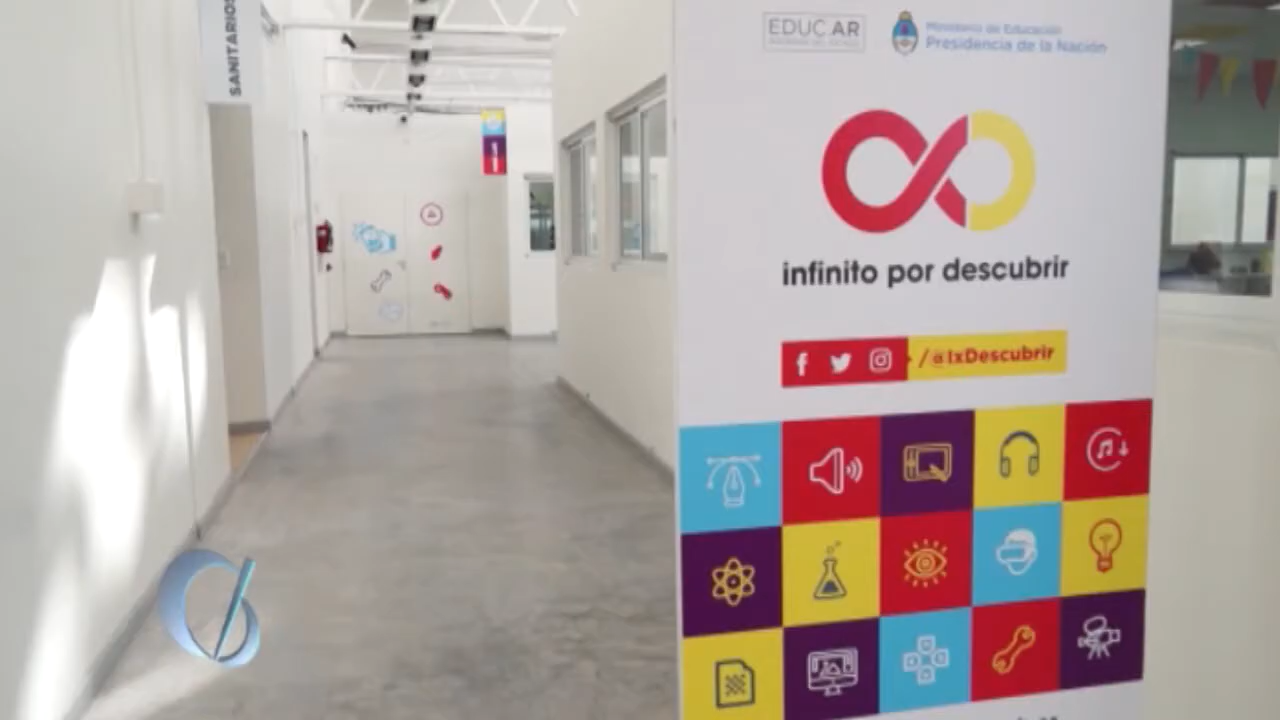 SANITARIOS
EDUC.AR
Ministerio de Educación
Presidencia de la Nación
infinito por descubrir
/@IxDescubrir